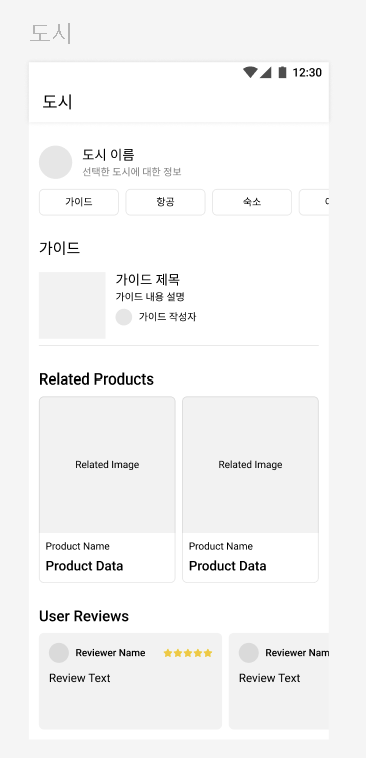 도시
12:30
도시
도시 이름
선택한 도시에 대한 정보
가이드 항공 숙소
가이드
가이드 제목
가이드 내용 설명
가이드 작성자
Related Products
Related Image Related Image
Product Name Product Name
Product Data Product Data
User Reviews
Reviewer Name Reviewer Nam
Review Text Review Text